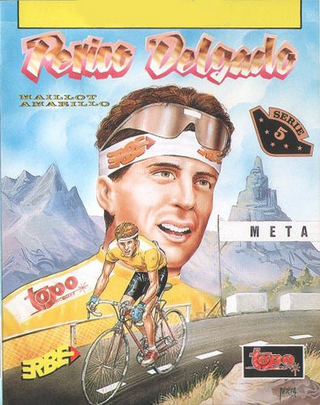 Perico Delgado
MAILLOT
AMARILLO
SERIE
5
META
topo
ERBE
topo